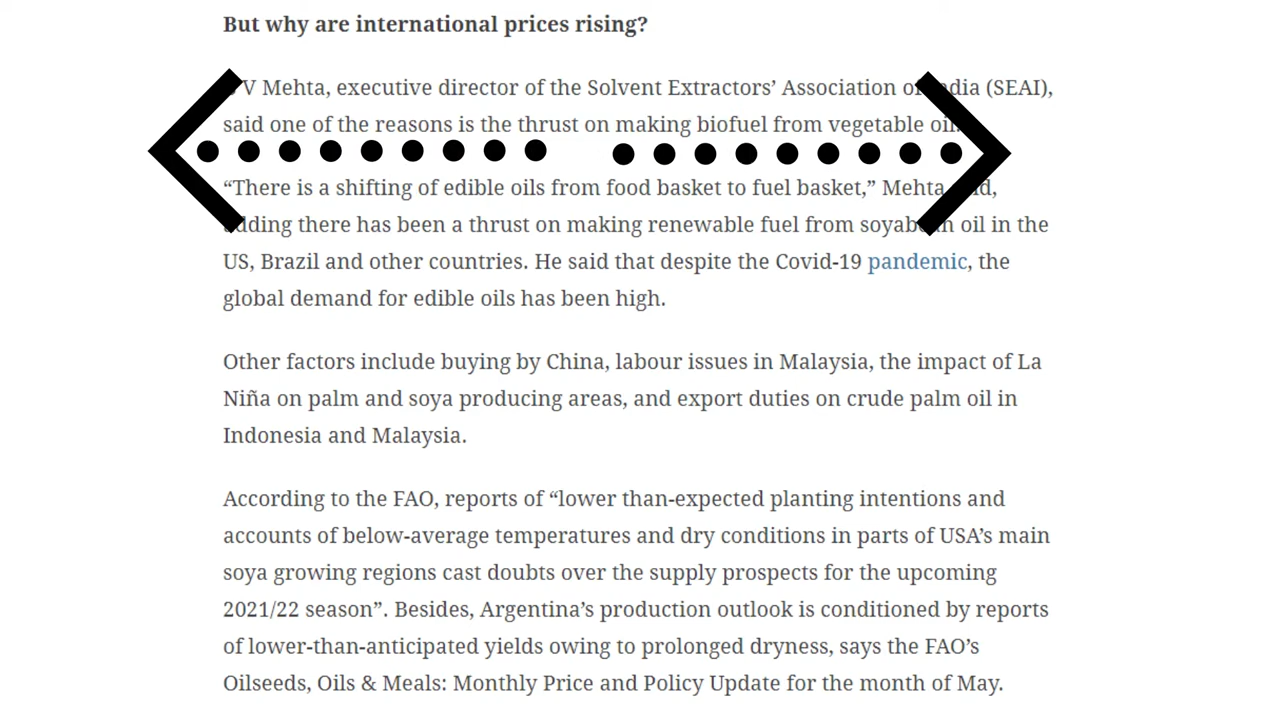 But why are international prices rising?
V Mehta, executive director of the Solvent Extractors’ Association of India (SEAI),
said one of the reasons is the thrust on making biofuel from vegetable oil.
“There is a shifting of edible oils from food basket to fuel basket,” Mehta said,
adding there has been a thrust on making renewable fuel from soyabean oil in the
US, Brazil and other countries. He said that despite the Covid-19 pandemic, the
global demand for edible oils has been high.
Other factors include buying by China, labour issues in Malaysia, the impact of La
Niña on palm and soya producing areas, and export duties on crude palm oil in
Indonesia and Malaysia.
According to the FAO, reports of “lower than-expected planting intentions and
accounts of below-average temperatures and dry conditions in parts of USA’s main
soya growing regions cast doubts over the supply prospects for the upcoming
2021/22 season”. Besides, Argentina’s production outlook is conditioned by reports
of lower-than-anticipated yields owing to prolonged dryness, says the FAO’s
Oilseeds, Oils & Meals: Monthly Price and Policy Update for the month of May.